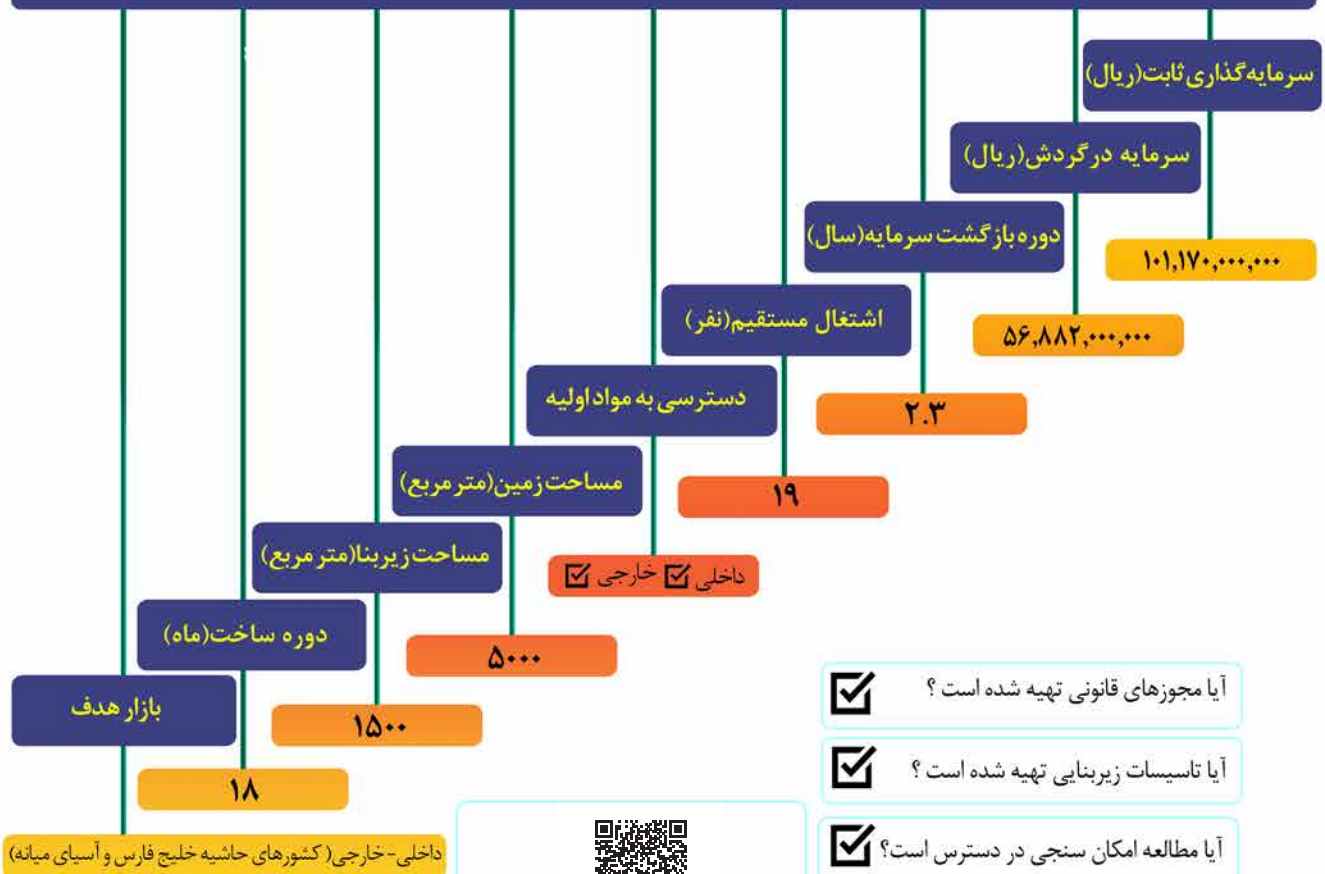 سرمایه‌گذاری ثابت(ریال)
۱۰۱,۱۷۰,۰۰۰,۰۰۰
سرمایه در گردش(ریال)
۵۶,۸۸۲,۰۰۰,۰۰۰
دوره بازگشت سرمایه(سال)
۲.۳
اشتغال مستقیم(نفر)
۱۹
دسترسی به مواد اولیه
داخلی ☑ خارجی ☑
مساحت زمین(متر مربع)
۵۰۰۰
مساحت زیربنا(متر مربع)
۱۵۰۰
دوره ساخت(ماه)
۱۸
بازار هدف
داخلی-خارجی( کشورهای حاشیه خلیج فارس و آسیای میانه)
آیا مجوزهای قانونی تهیه شده است ؟ ☑
آیا تاسیسات زیربنایی تهیه شده است ؟ ☑
آیا مطالعه امکان سنجی در دسترس است؟ ☑